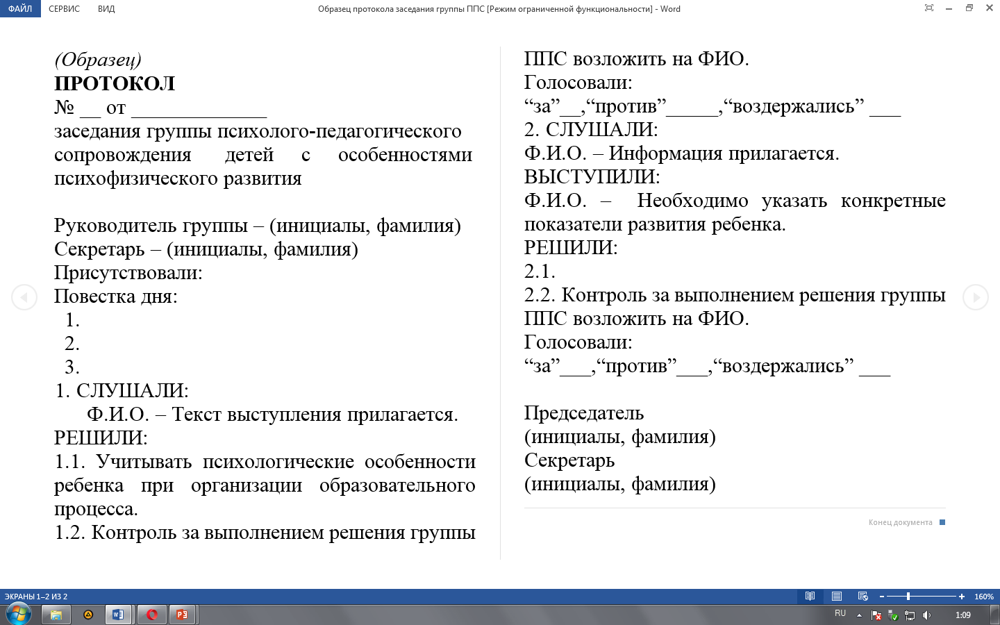 ФАЙЛ СЕРВИС ВИД
Образец протокола заседания группы ППС [Режим ограниченной функциональности] - Word
(Образец)
ПРОТОКОЛ
№ __ от _____________
заседания группы психолого-педагогического
сопровождения детей с особенностями
психофизического развития
Руководитель группы – (инициалы, фамилия)
Секретарь – (инициалы, фамилия)
Присутствовали:
Повестка дня:
1.
2.
3.
1. СЛУШАЛИ:
Ф.И.О. – Текст выступления прилагается.
РЕШИЛИ:
1.1. Учитывать психологические особенности
ребенка при организации образовательного
процесса.
1.2. Контроль за выполнением решения группы
ППС возложить на ФИО.
Голосовали:
“за”__,“против”_____,“воздержались” ___
2. СЛУШАЛИ:
Ф.И.О. – Информация прилагается.
ВЫСТУПИЛИ:
Ф.И.О. – Необходимо указать конкретные
показатели развития ребенка.
РЕШИЛИ:
2.1.
2.2. Контроль за выполнением решения группы
ППС возложить на ФИО.
Голосовали:
“за”___,“против”___,“воздержались” ___
Председатель
(инициалы, фамилия)
Секретарь
(инициалы, фамилия)
Конец документа
ЭКРАНЫ 1–2 ИЗ 2
160%
RU
1:09